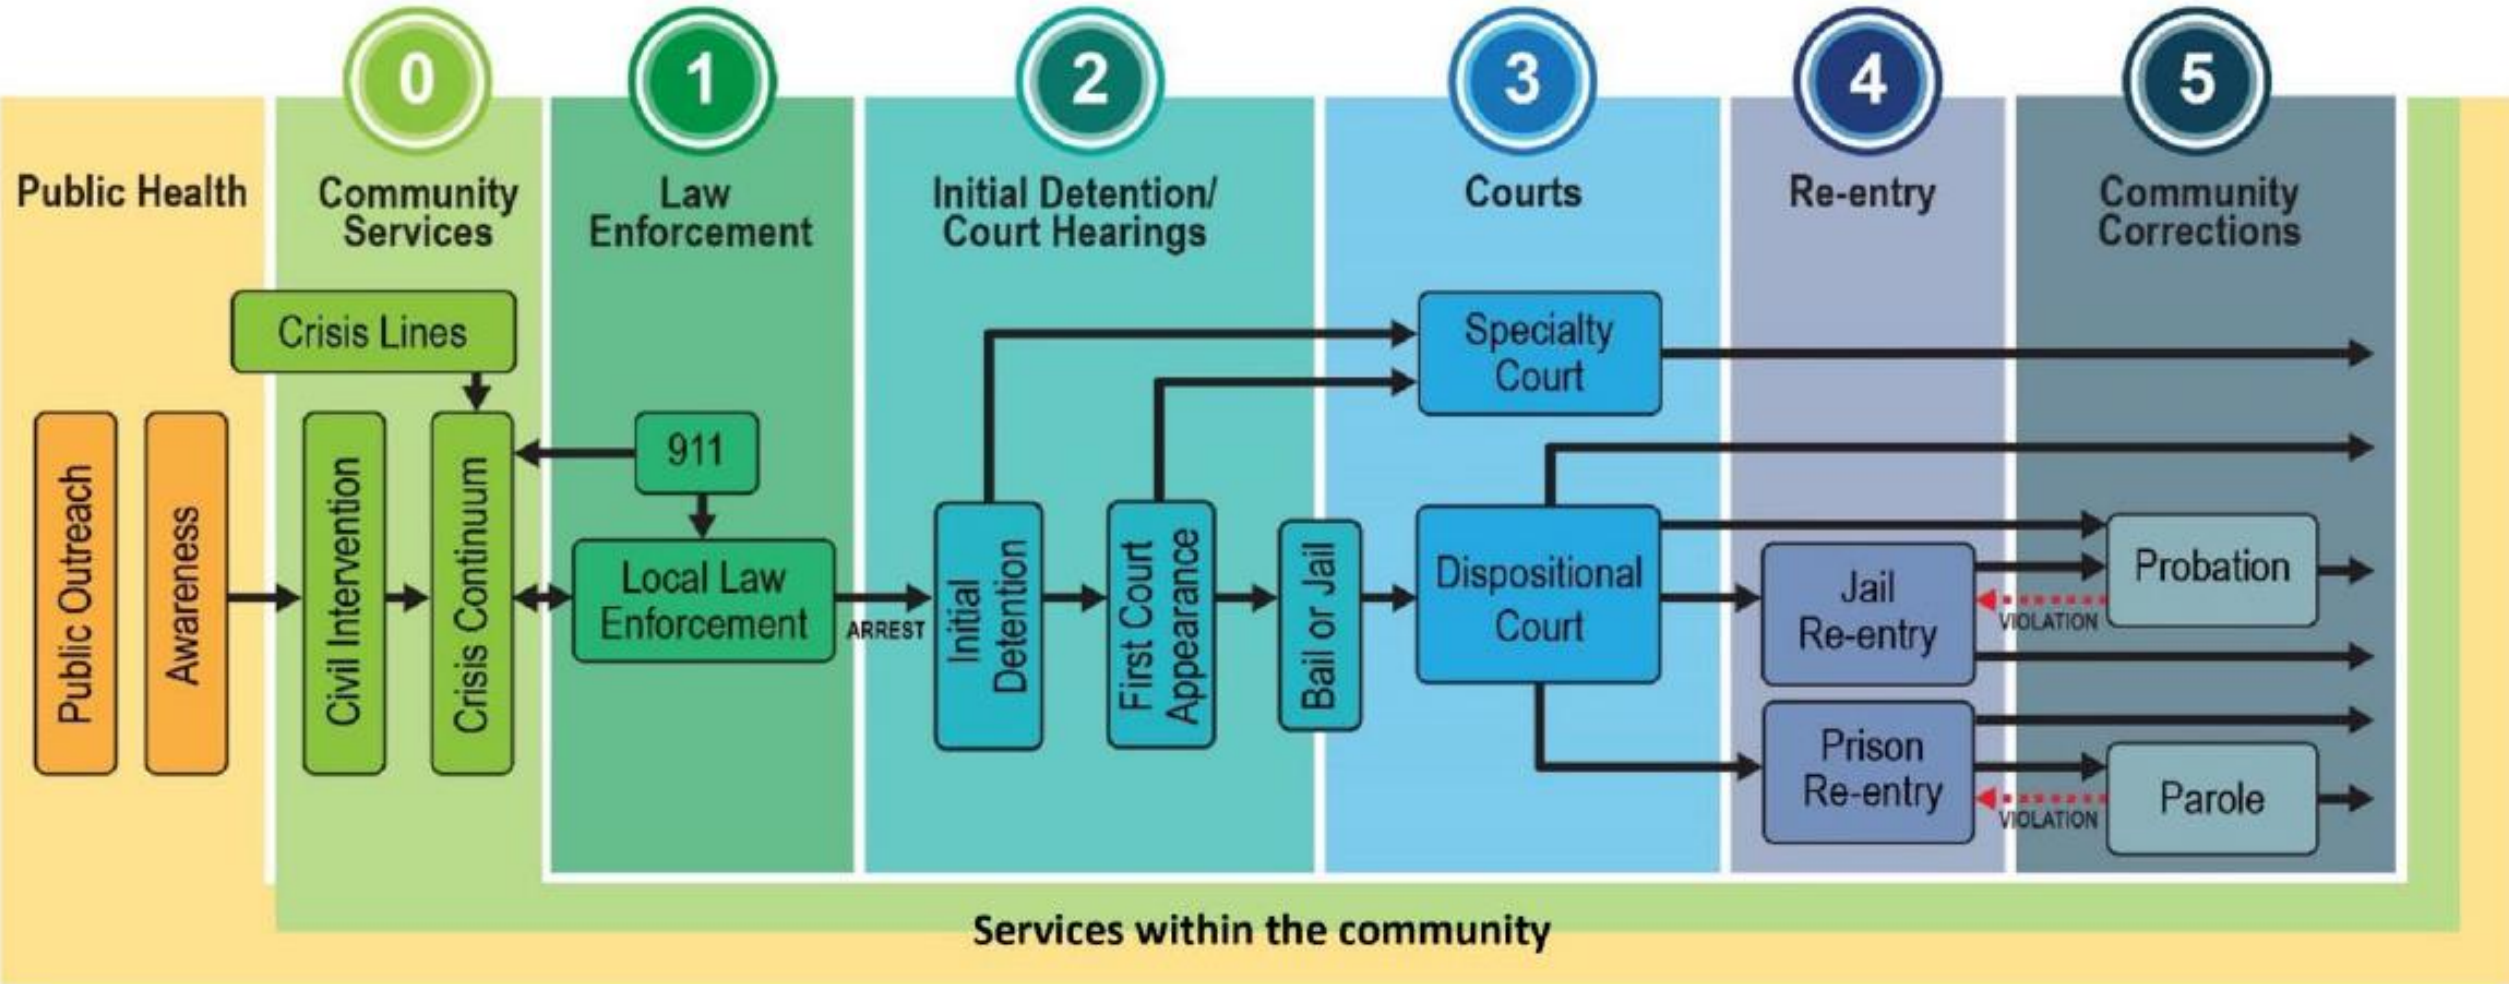 0
1
2
3
4
5
Public Health
Community
Services
Law
Enforcement
Initial Detention/
Court Hearings
Courts
Re-entry
Community
Corrections
Crisis Lines
Public Outreach
Awareness
Civil Intervention
Crisis Continuum
911
Local Law
Enforcement
ARREST
Initial
Detention
First Court
Appearance
Bail or Jail
Specialty
Court
Dispositional
Court
Jail
Re-entry
Prison
Re-entry
Probation
VIOLATION
Parole
VIOLATION
Services within the community